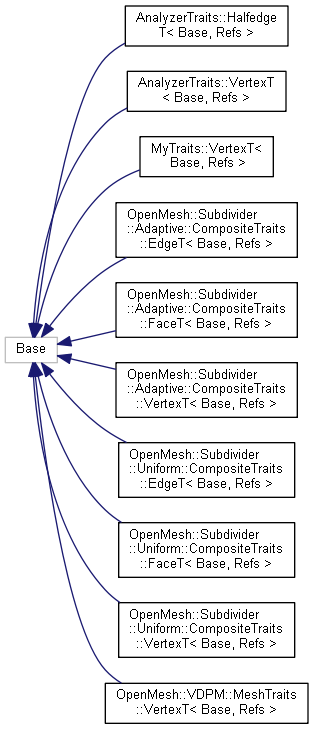 AnalyzerTraits::Halfedge
T< Base, Refs >
AnalyzerTraits::VertexT
< Base, Refs >
MyTraits::VertexT<
Base, Refs >
OpenMesh::Subdivider
::Adaptive::CompositeTraits
::EdgeT< Base, Refs >
OpenMesh::Subdivider
::Adaptive::CompositeTraits
::FaceT< Base, Refs >
Base
OpenMesh::Subdivider
::Adaptive::CompositeTraits
::VertexT< Base, Refs >
OpenMesh::Subdivider
::Uniform::CompositeTraits
::EdgeT< Base, Refs >
OpenMesh::Subdivider
::Uniform::CompositeTraits
::FaceT< Base, Refs >
OpenMesh::Subdivider
::Uniform::CompositeTraits
::VertexT< Base, Refs >
OpenMesh::VDPM::MeshTraits
::VertexT< Base, Refs >